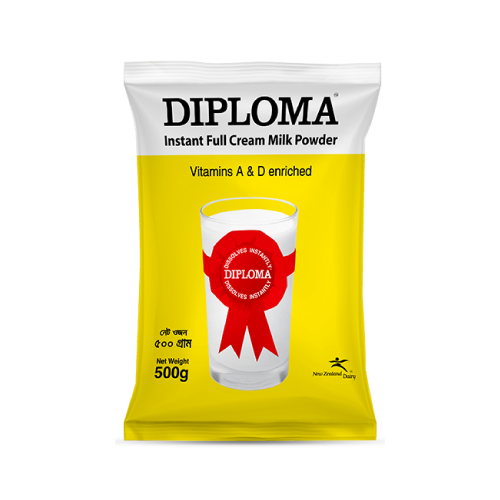 DIPLOMA®
Instant Full Cream Milk Powder
Vitamins A & D enriched
DISSOLVES INSTANTLY
DIPLOMA
DISSOLVES INSTANTLY
নেট ওজন
৫০০ গ্রাম
Net Weight
500g
New Zealand
Dairy